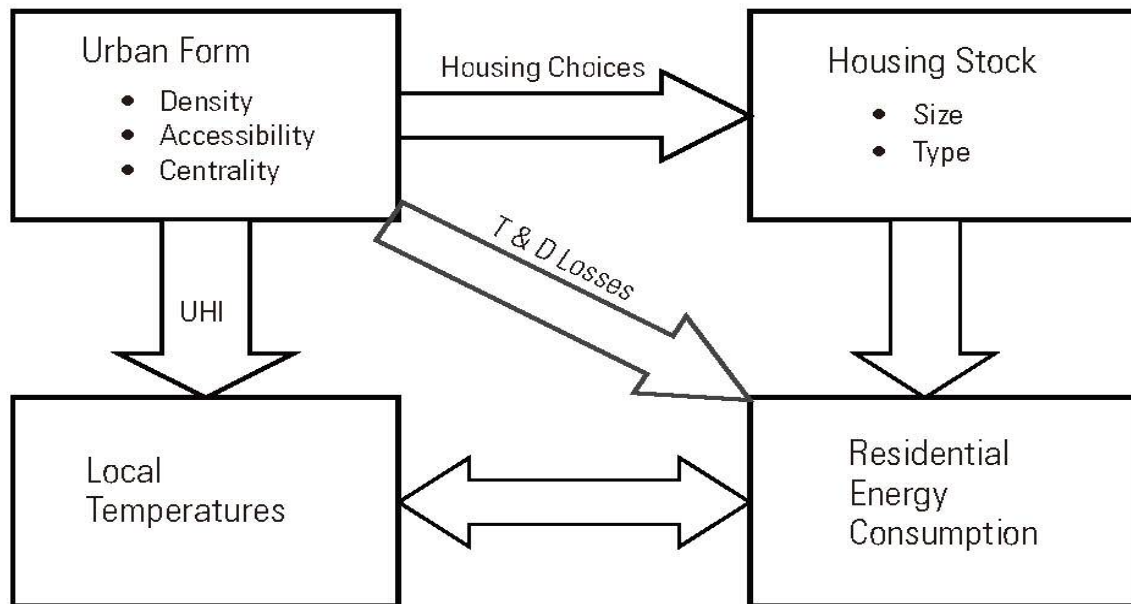 Urban Form
• Density
• Accessibility
• Centrality
Housing Choices
Housing Stock
• Size
• Type
T & D Losses
UHI
Local
Temperatures
Residential
Energy
Consumption